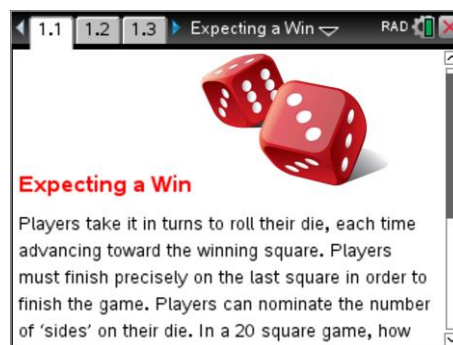 1.1 1.2 1.3 Expecting a Win RAD
Expecting a Win
Players take it in turns to roll their die, each time
advancing toward the winning square. Players
must finish precisely on the last square in order to
finish the game. Players can nominate the number
of ‘sides’ on their die. In a 20 square game, how